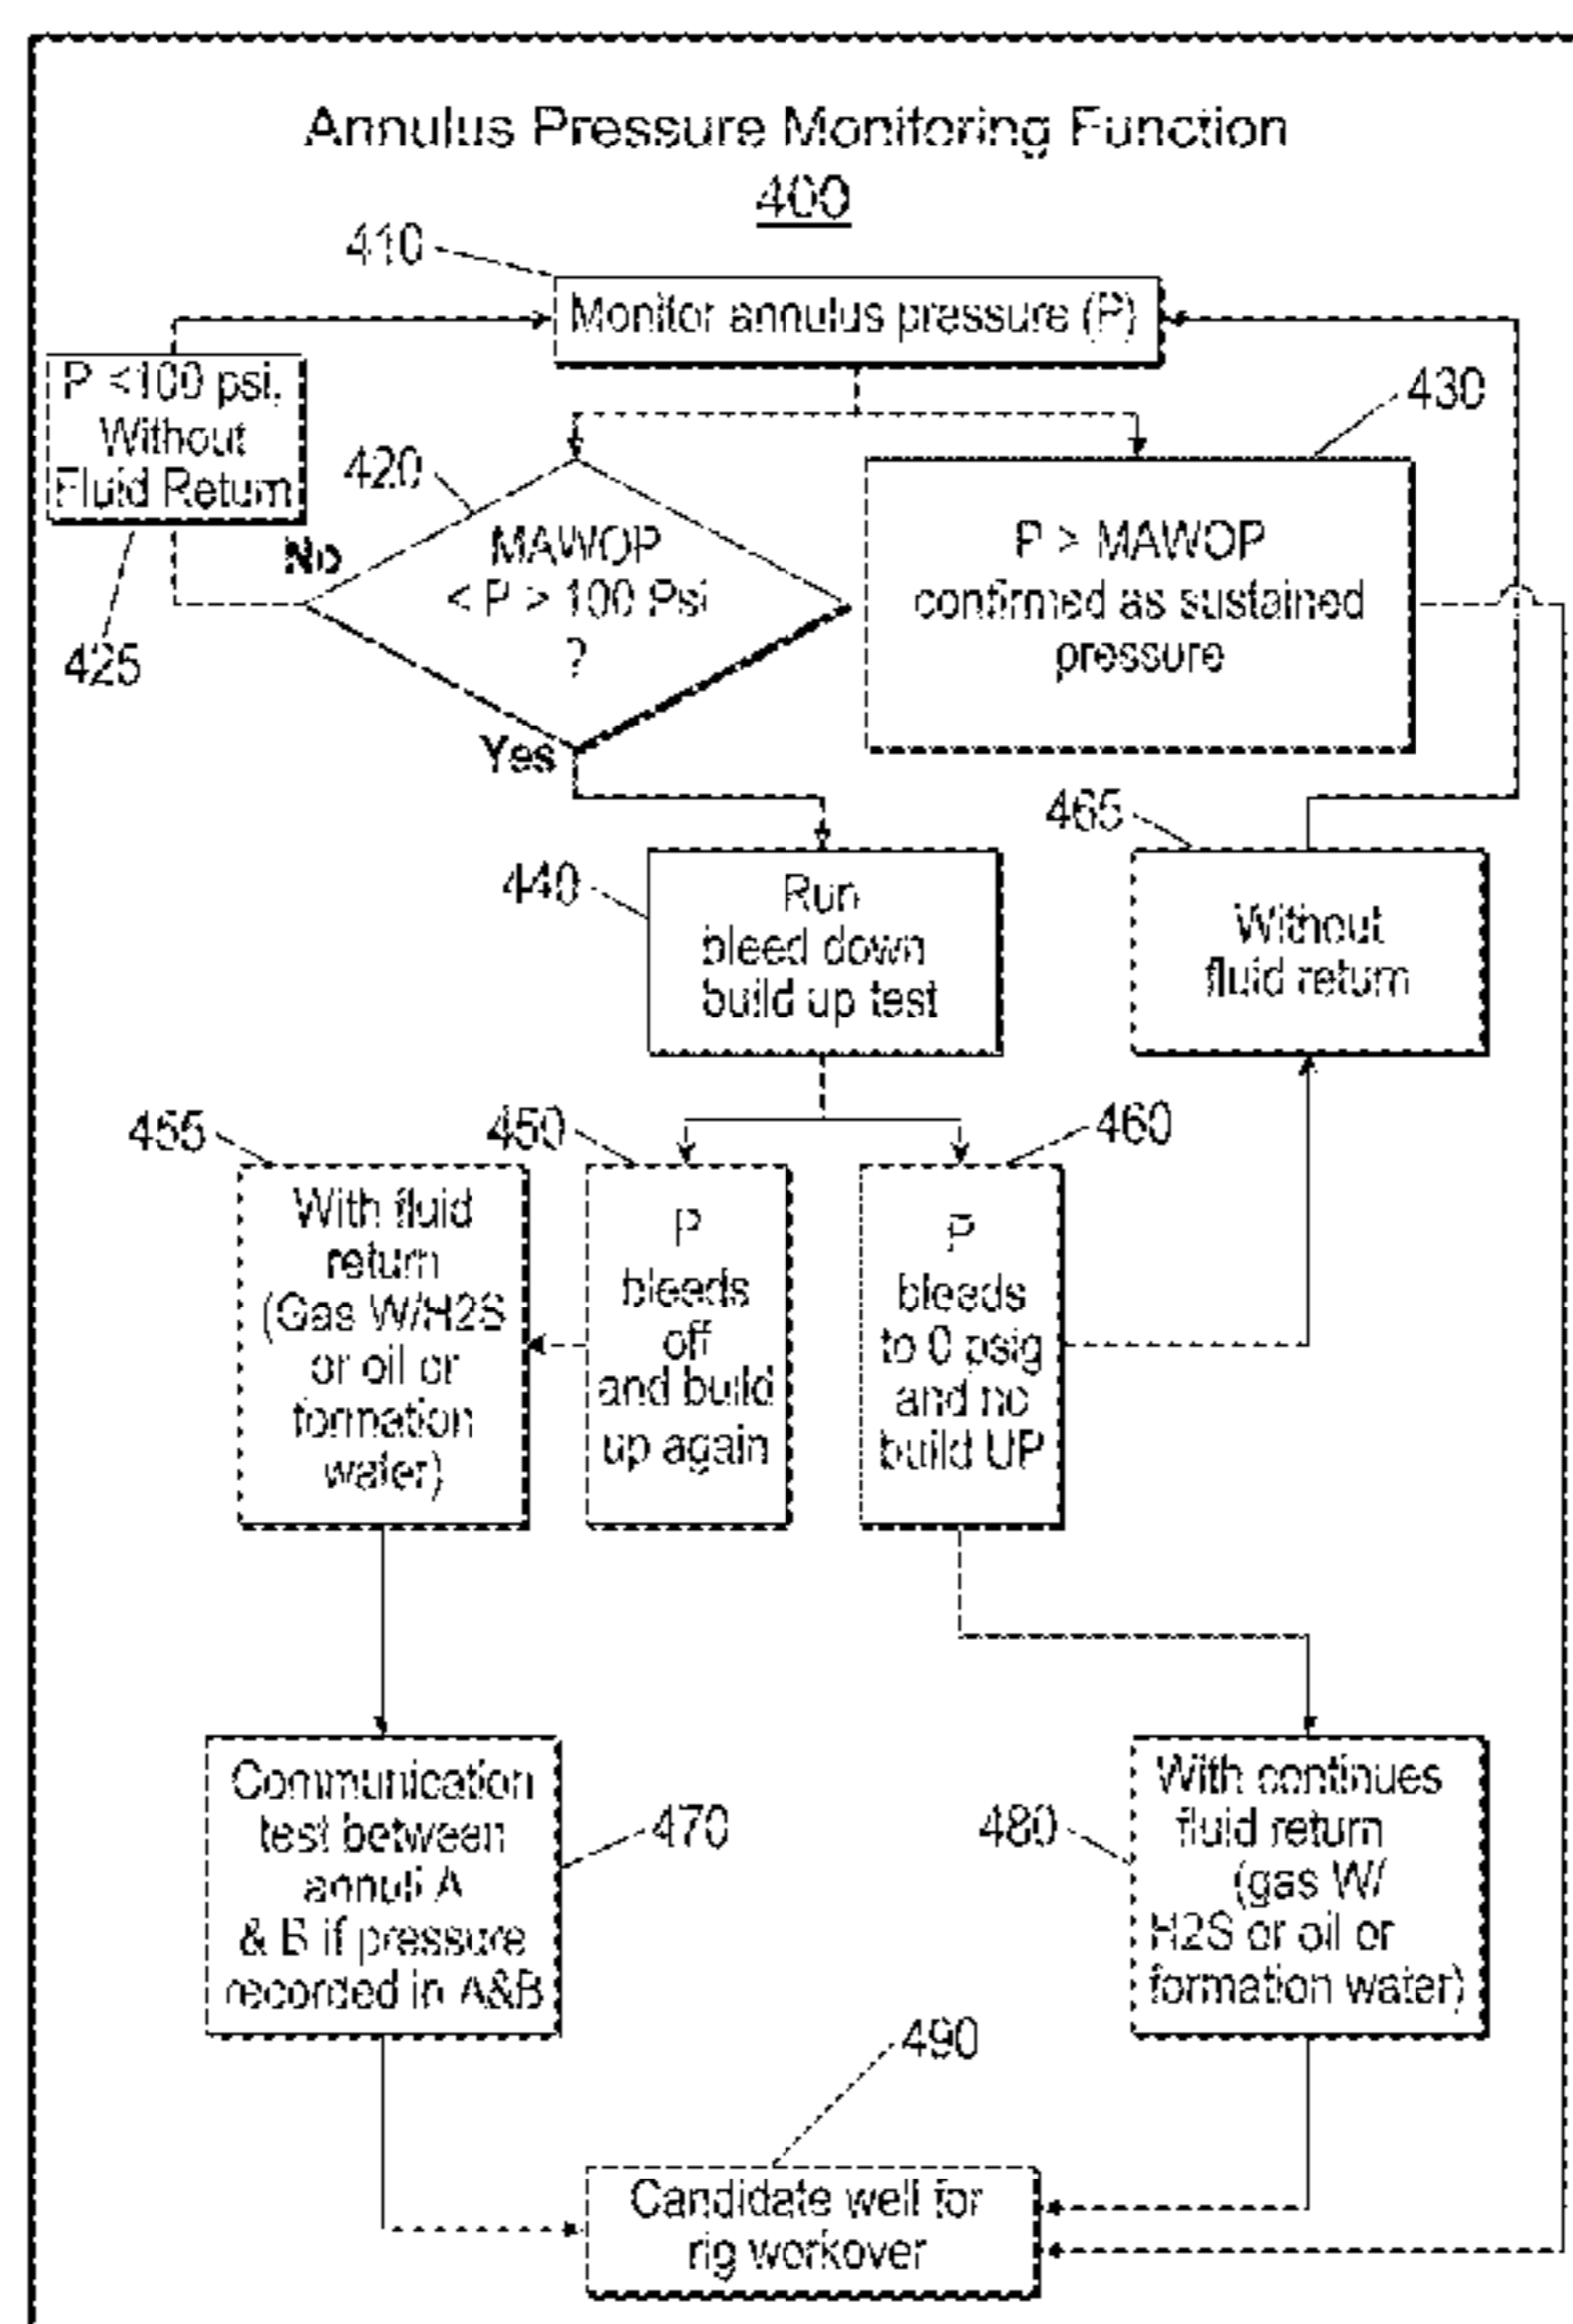 Annulus Pressure Monitoring Function
400
410
Monitor annulus pressure (P)
P <100 psi,
Without
Fluid Return
425
430
420
No
MAWOP
< P > 100 Psi
?
Yes
P > MAWOP
confirmed as sustained
pressure
465
440
Run
bleed down
build up test
Without
fluid return
455
450
460
With fluid
return
(Gas W/H2S
or oil or
formation
water)
P
bleeds
off
and build
up again
P
bleeds
to 0 psig
and no
build UP
Communication
test between
annuli A
& B if pressure
recorded in A&B
470
480
With continues
fluid return
(gas W/
H2S or oil or
formation water)
490
Candidate well for
rig workover